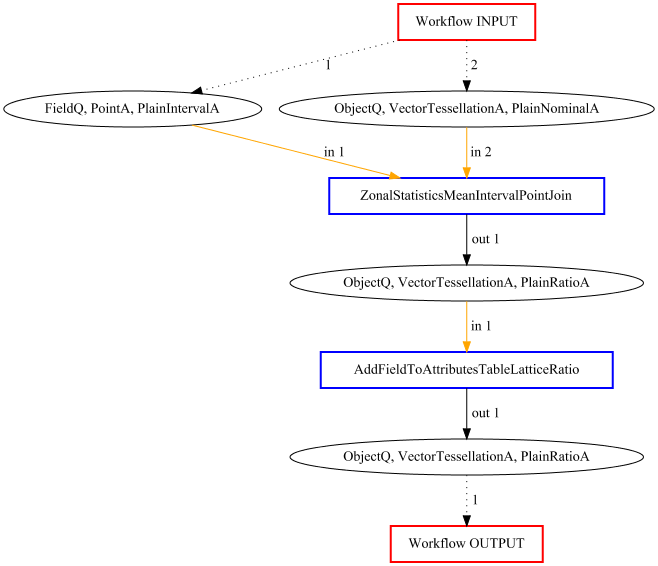 Workflow INPUT
1
2
FieldQ, PointA, PlainIntervalA
ObjectQ, VectorTessellationA, PlainNominalA
in 1
in 2
ZonalStatisticsMeanIntervalPointJoin
out 1
ObjectQ, VectorTessellationA, PlainRatioA
in 1
AddFieldToAttributesTableLatticeRatio
out 1
ObjectQ, VectorTessellationA, PlainRatioA
1
Workflow OUTPUT